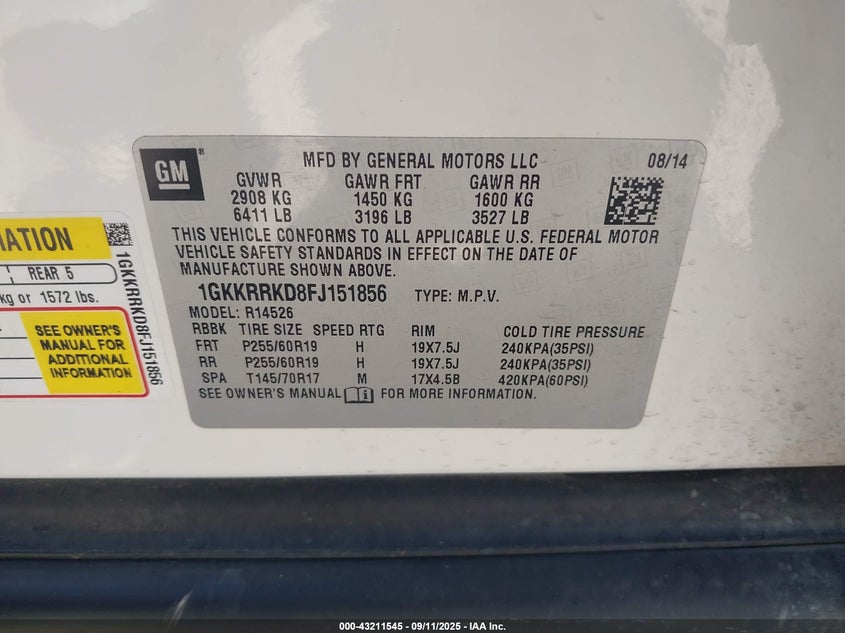 GM®
MFD BY GENERAL MOTORS LLC 08/14
GVWR GAWR FRT GAWR RR
2908 KG 1450 KG 1600 KG
6411 LB 3196 LB 3527 LB
THIS VEHICLE CONFORMS TO ALL APPLICABLE U.S. FEDERAL MOTOR
VEHICLE SAFETY STANDARDS IN EFFECT ON THE DATE OF
MANUFACTURE SHOWN ABOVE.
1GKKRRKD8FJ151856 TYPE: M.P.V.
MODEL: R14526
RBBK TIRE SIZE SPEED RTG RIM COLD TIRE PRESSURE
FRT P255/60R19 H 19X7.5J 240KPA(35PSI)
RR P255/60R19 H 19X7.5J 240KPA(35PSI)
SPA T145/70R17 M 17X4.5B 420KPA(60PSI)
SEE OWNER'S MANUAL FOR MORE INFORMATION.
MATION
REAR 5
kg or 1572 lbs.
SEE OWNER'S
MANUAL FOR
ADDITIONAL
INFORMATION
1GKKRRKD8FJ151856
000-43211545 - 09/11/2025 - IAA Inc.